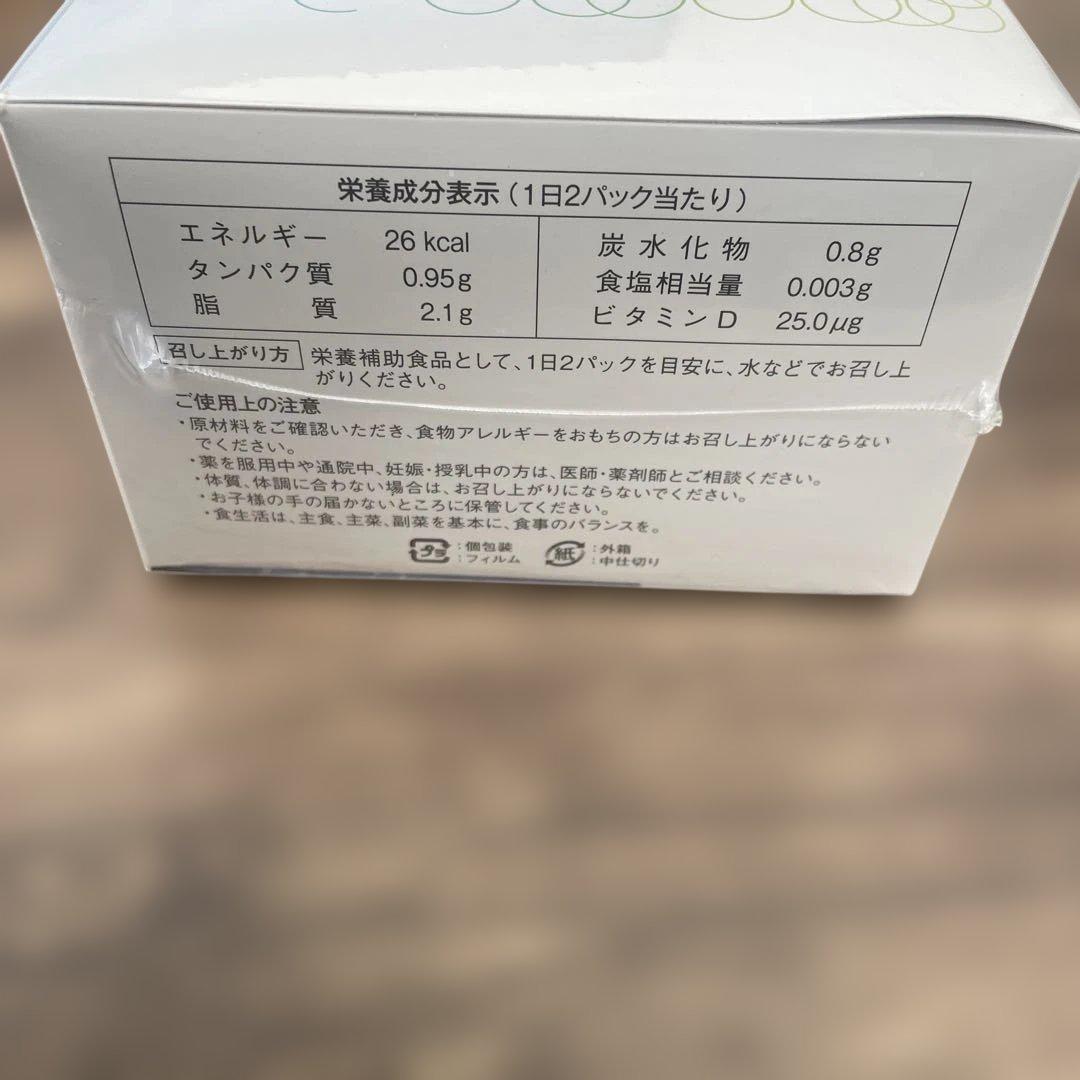 栄養成分表示(1日2パック当たり)
エネルギー 26 kcal
タンパク質 0.95g
脂質 2.1g
炭水化物 0.8g
食塩相当量 0.003g
ビタミンD 25.0μg
召し上がり方 栄養補助食品として、1日2パックを目安に、水などでお召し上
がりください。
ご使用上の注意
・原材料をご確認いただき、食物アレルギーをおもちの方はお召し上がりにならない
でください。
・薬を服用中や通院中、妊娠・授乳中の方は、医師・薬剤師とご相談ください。
・体質、体調に合わない場合は、お召し上がりにならないでください。
・お子様の手の届かないところに保管してください。
・食生活は、主食、主菜、副菜を基本に、食事のバランスを。
プラ :個包装
:フィルム
紙 :外箱
:中仕切り